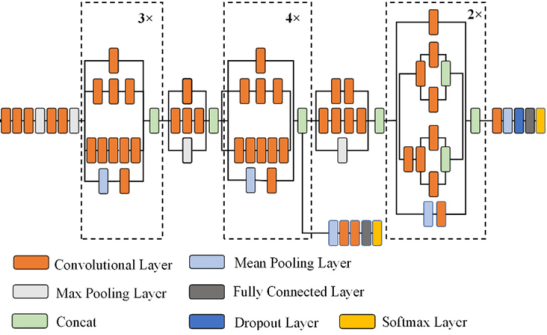 3×
4×
2×
Convolutional Layer
Mean Pooling Layer
Max Pooling Layer
Fully Connected Layer
Concat
Dropout Layer
Softmax Layer